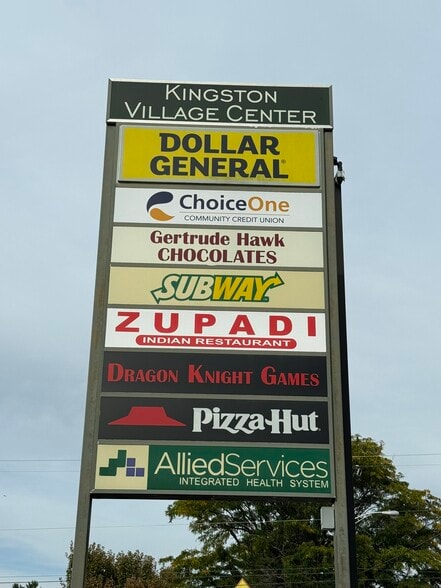 Kingston
Village Center
DOLLAR
GENERAL
ChoiceOne
COMMUNITY CREDIT UNION
Gertrude Hawk
CHOCOLATES
SUBWAY
ZUPADI
INDIAN RESTAURANT
Dragon Knight Games
Pizza Hut
AlliedServices
INTEGRATED HEALTH SYSTEM